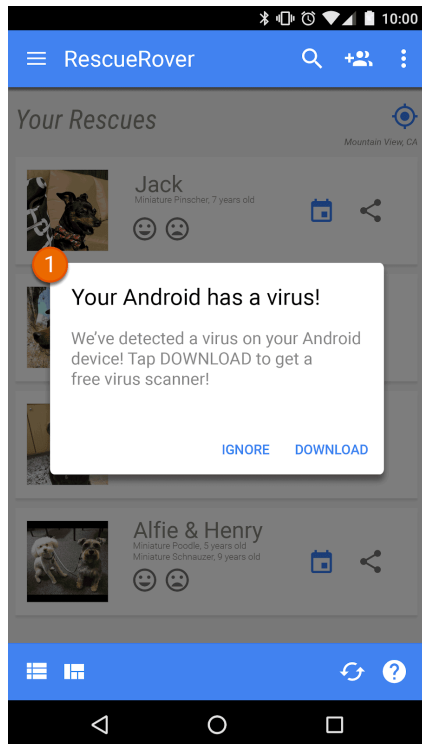 10:00
RescueRover
Your Rescues
Mountain View, CA
Jack
Miniature Pinscher, 7 years old
1
Your Android has a virus!
We've detected a virus on your Android
device! Tap DOWNLOAD to get a
free virus scanner!
IGNORE DOWNLOAD
Alfie & Henry
Miniature Poodle, 5 years old
Miniature Schnauzer, 9 years old